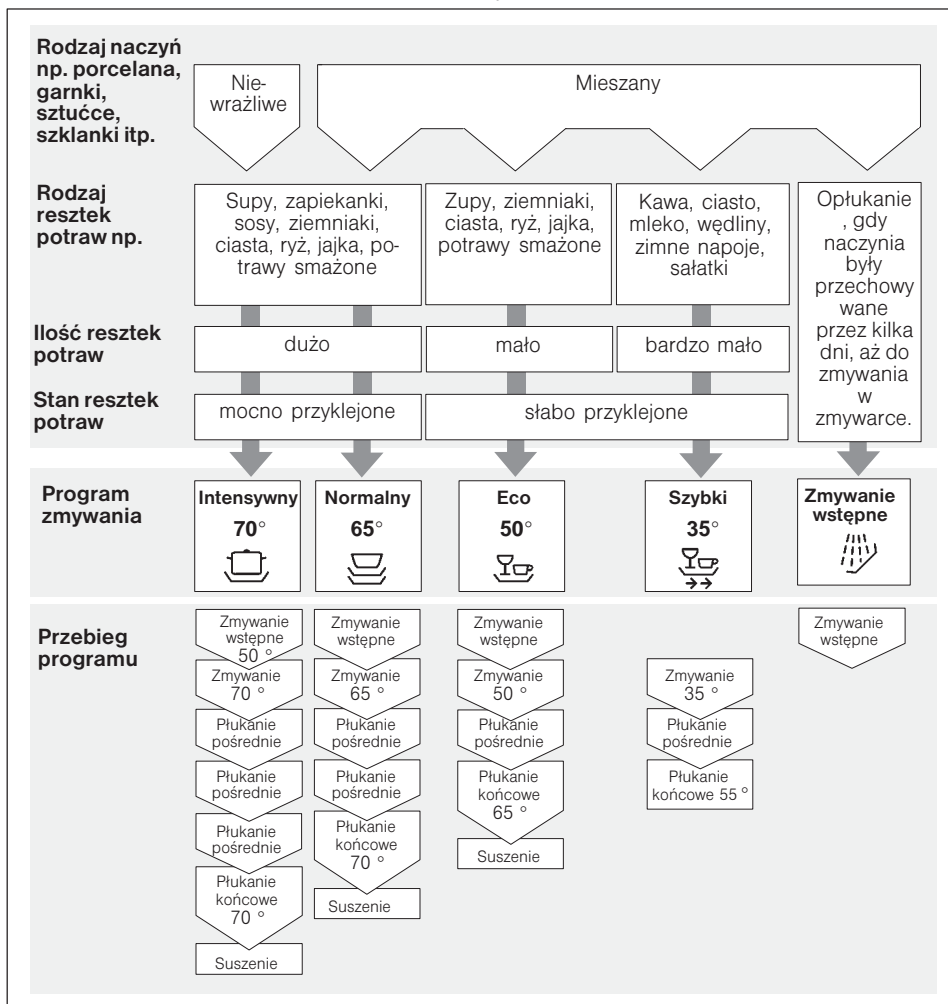 Rodzaj naczyń
np. porcelana,
garnki,
sztućce,
szklanki itp.
Nie-
wrażliwe
Mieszany
Rodzaj
resztek
potraw np.
Supy, zapiekanki,
sosy, ziemniaki,
ciasta, ryż, jajka, po-
trawy smażone
Zupy, ziemniaki,
ciasta, ryż, jajka,
potrawy smażone
Kawa, ciasto,
mleko, wędliny,
zimne napoje,
sałatki
Opłukanie
, gdy
naczynia
były
przechowy
wane
przez kilka
dni, aż do
zmywania
w
zmywarce.
Ilość resztek
potraw
dużo
mało
bardzo mało
Stan resztek
potraw
mocno przyklejone
słabo przyklejone
Program
zmywania
Intensywny
70°
Normalny
65°
Eco
50°
Szybki
35°
Zmywanie
wstępne
Przebieg
programu
Zmywanie
wstępne
50 °
Zmywanie
70 °
Płukanie
pośrednie
Płukanie
pośrednie
Płukanie
pośrednie
Płukanie
końcowe
70 °
Suszenie
Zmywanie
wstępne
Zmywanie
65 °
Płukanie
pośrednie
Płukanie
pośrednie
Płukanie
końcowe
70 °
Suszenie
Zmywanie
wstępne
Zmywanie
50 °
Płukanie
pośrednie
Płukanie
końcowe
65 °
Suszenie
Zmywanie
35 °
Płukanie
pośrednie
Płukanie
końcowe 55 °
Zmywanie
wstępne